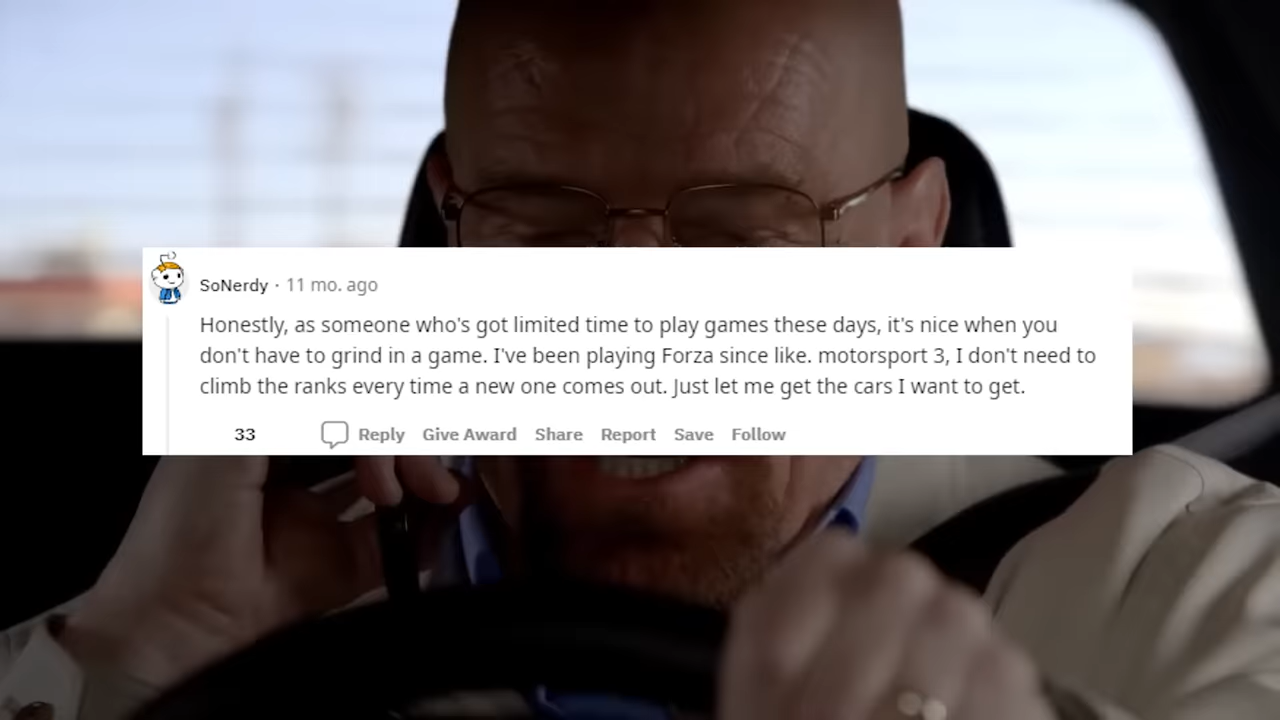 SoNerdy · 11 mo. ago
Honestly, as someone who's got limited time to play games these days, it's nice when you
don't have to grind in a game. I've been playing Forza since like. motorsport 3, I don't need to
climb the ranks every time a new one comes out. Just let me get the cars I want to get.
33 Reply Give Award Share Report Save Follow